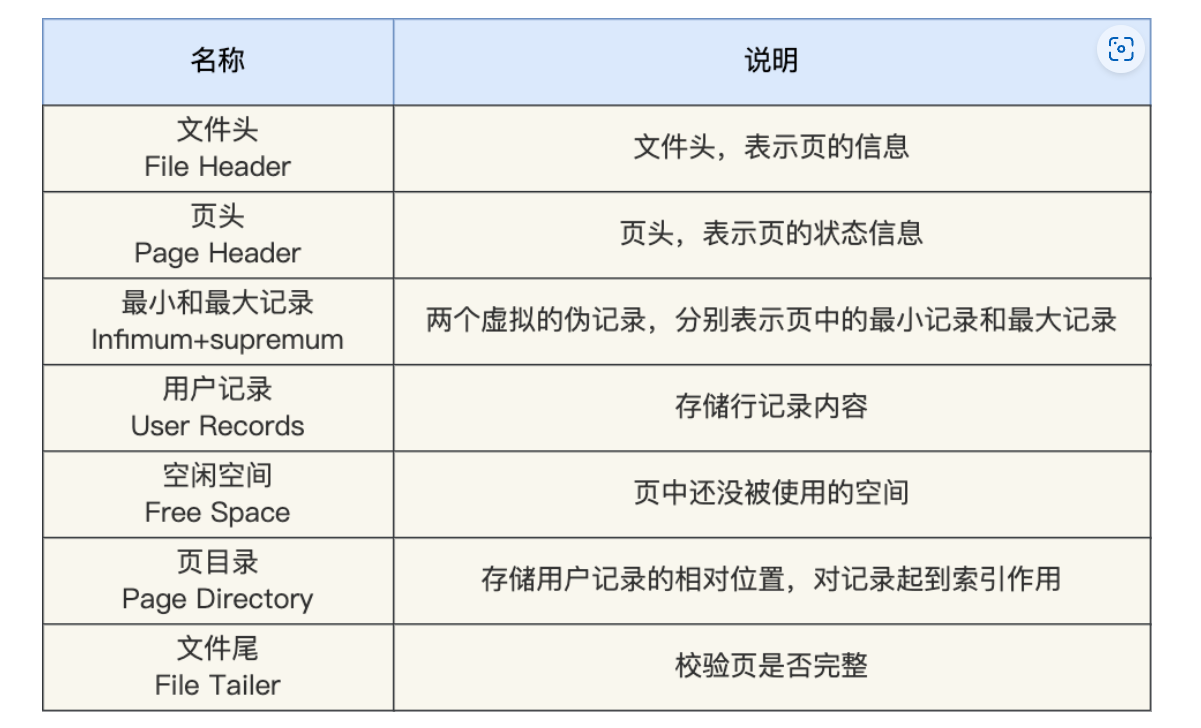 名称
说明
文件头
File Header
文件头，表示页的信息
页头
Page Header
页头，表示页的状态信息
最小和最大记录
Infimum+supremum
两个虚拟的伪记录，分别表示页中的最小记录和最大记录
用户记录
User Records
存储行记录内容
空闲空间
Free Space
页中还没被使用的空间
页目录
Page Directory
存储用户记录的相对位置，对记录起到索引作用
文件尾
File Tailer
校验页是否完整